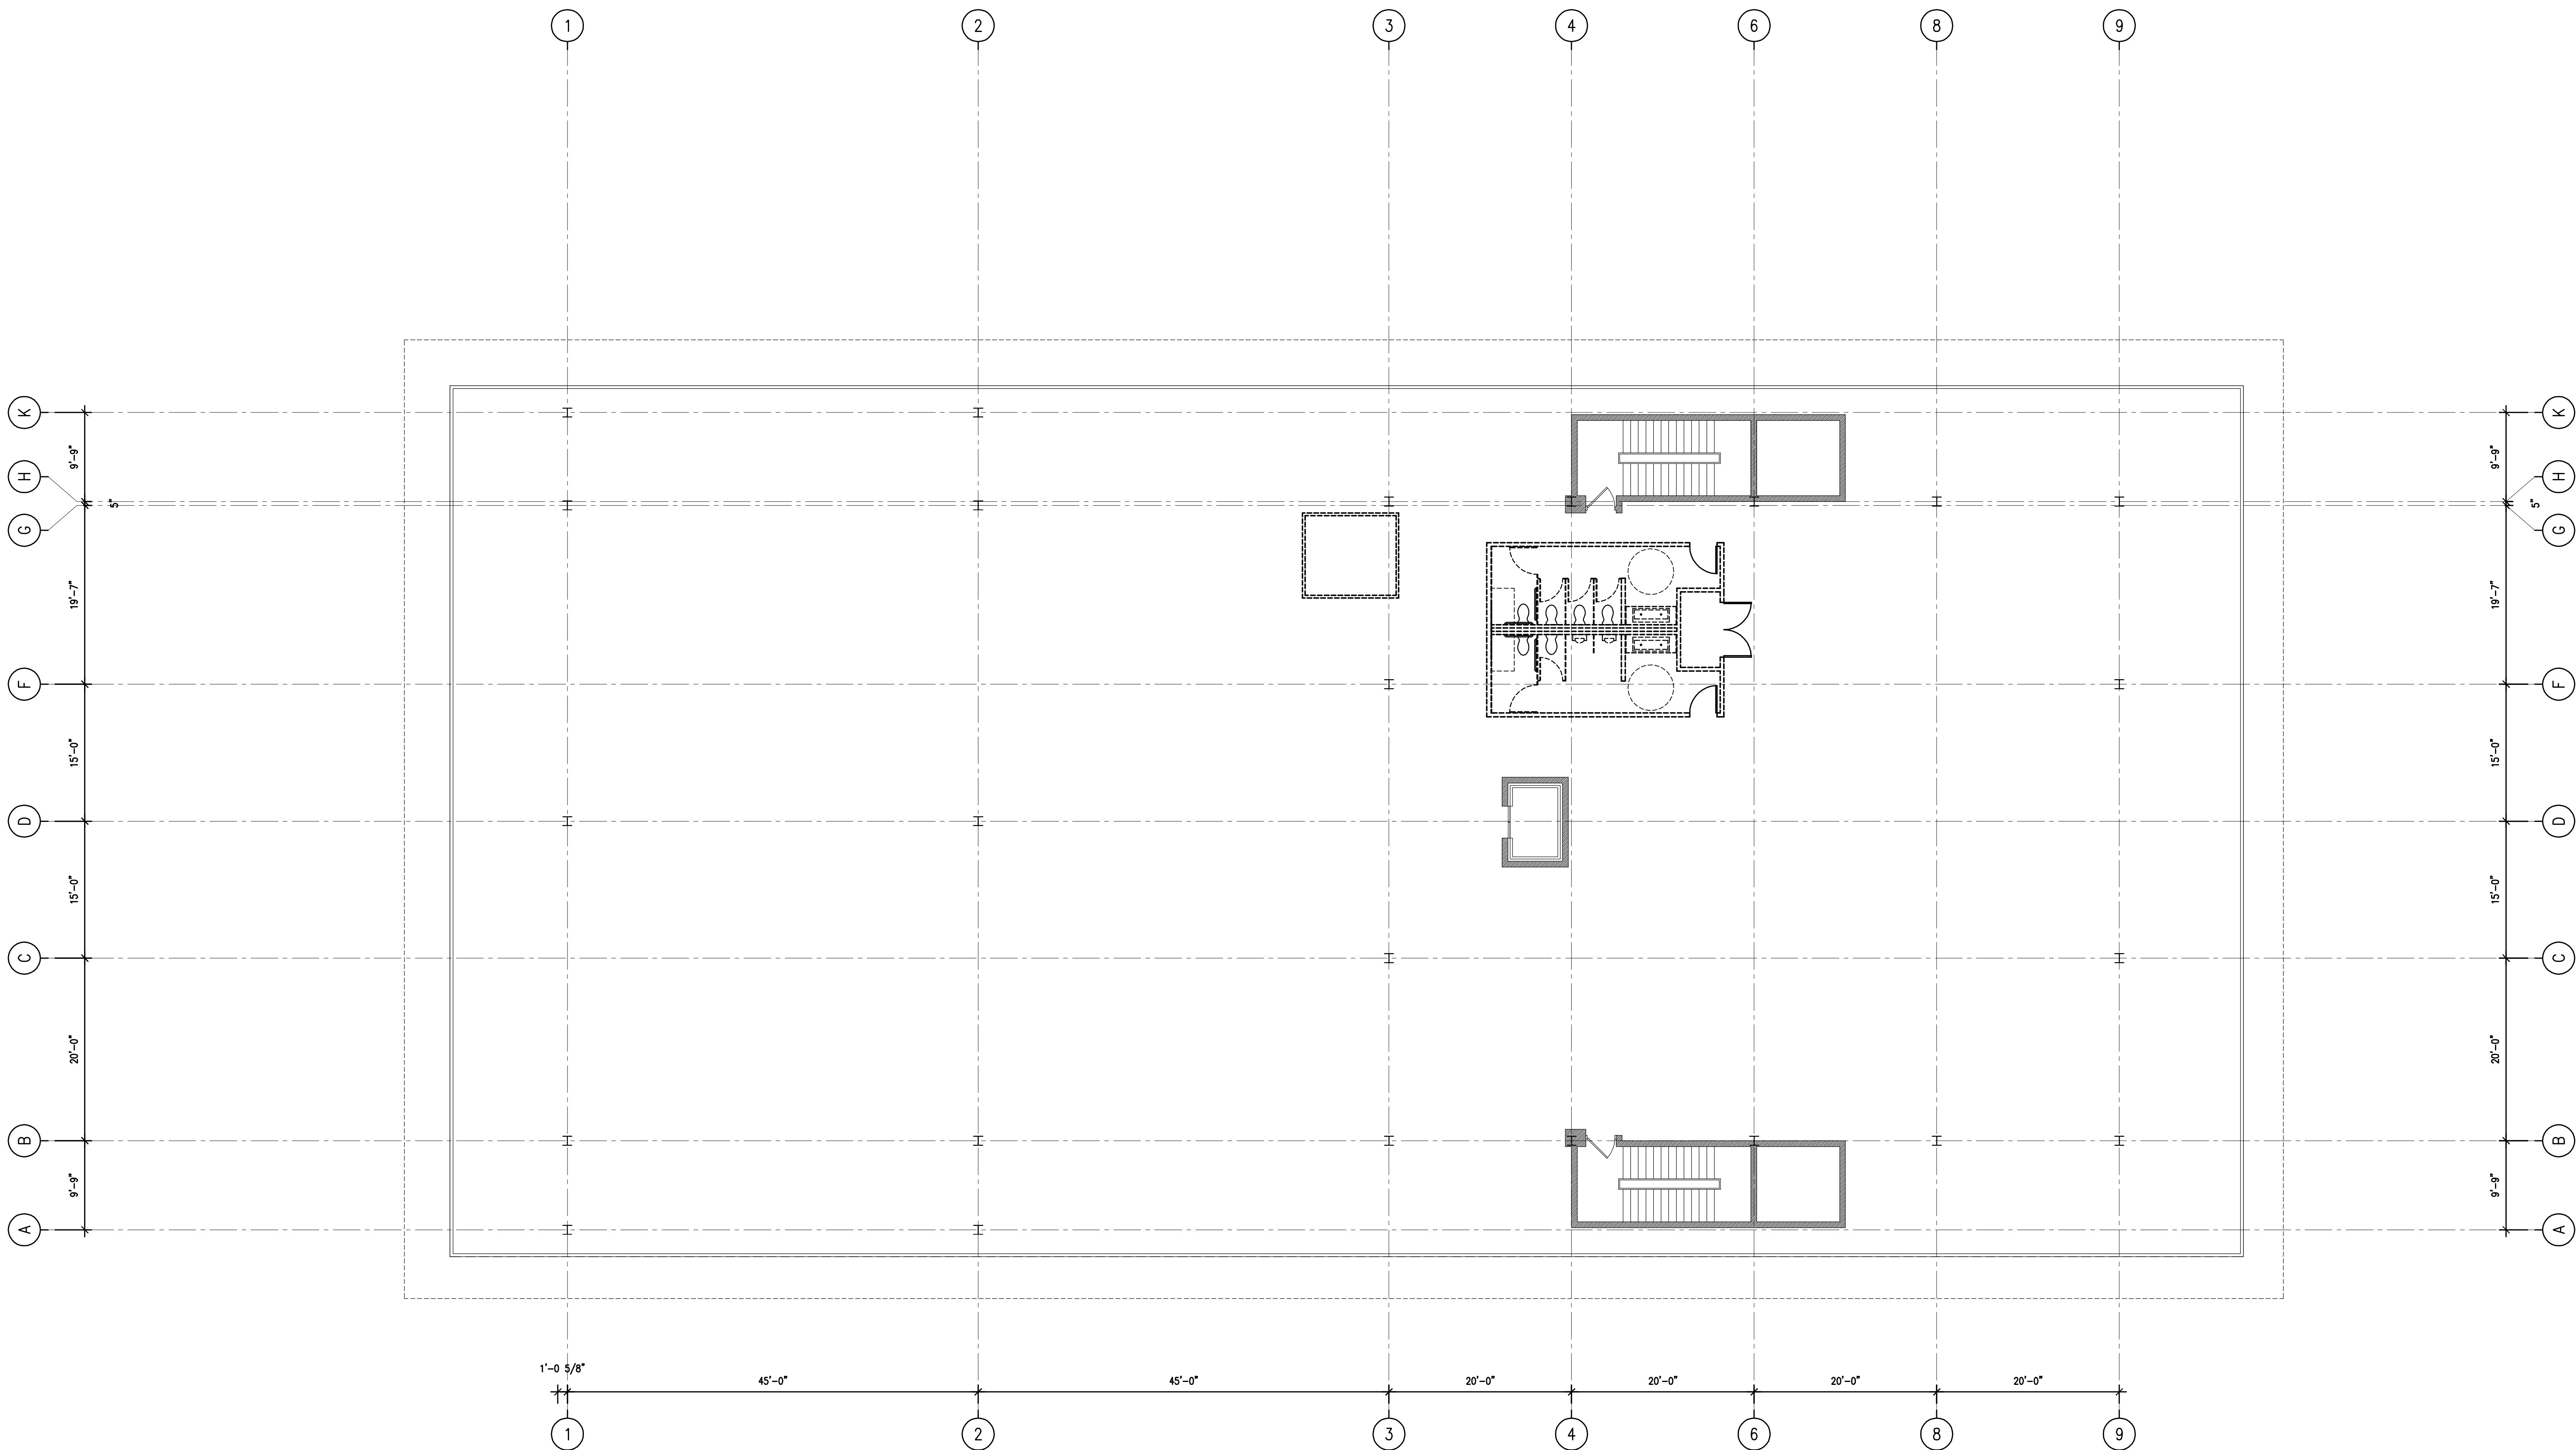 1 2 3 4 6 8 9
K K
9'-9" 9'-9"
H H
5" 5"
G G
19'-7" 19'-7"
F F
15'-0" 15'-0"
D D
15'-0" 15'-0"
C C
20'-0" 20'-0"
B B
9'-9" 9'-9"
A A
1'-0 5/8"
45'-0" 45'-0" 20'-0" 20'-0" 20'-0" 20'-0"
1 2 3 4 6 8 9